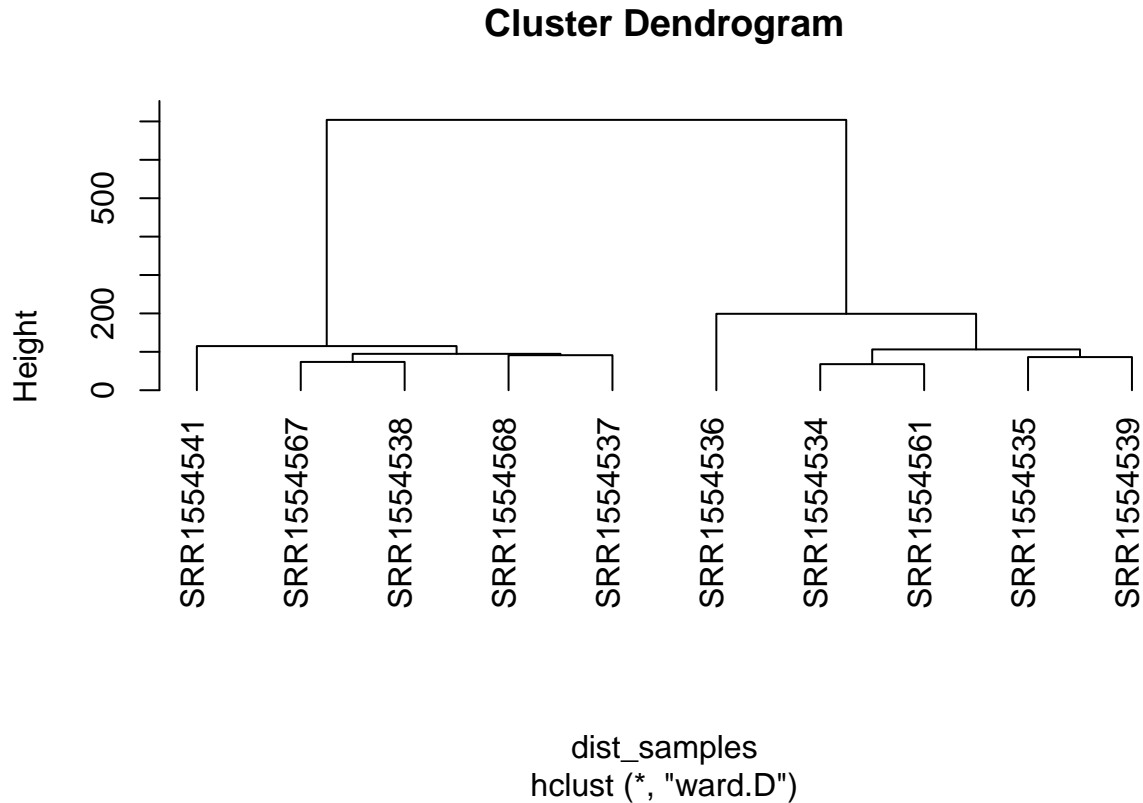 Cluster Dendrogram
Height
500
200
0
SRR1554541
SRR1554567
SRR1554538
SRR1554568
SRR1554537
SRR1554536
SRR1554534
SRR1554561
SRR1554535
SRR1554539
dist_samples
hclust (*, "ward.D")